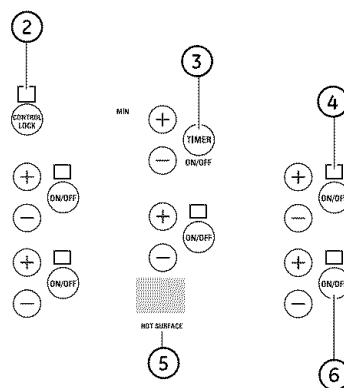 2
3
CONTROL LOCK
MIN
+
TIMER
ON/OFF
−
4
+
ON/OFF
−
+
ON/OFF
−
+
ON/OFF
−
+
ON/OFF
−
+
ON/OFF
−
HOT SURFACE
5
6